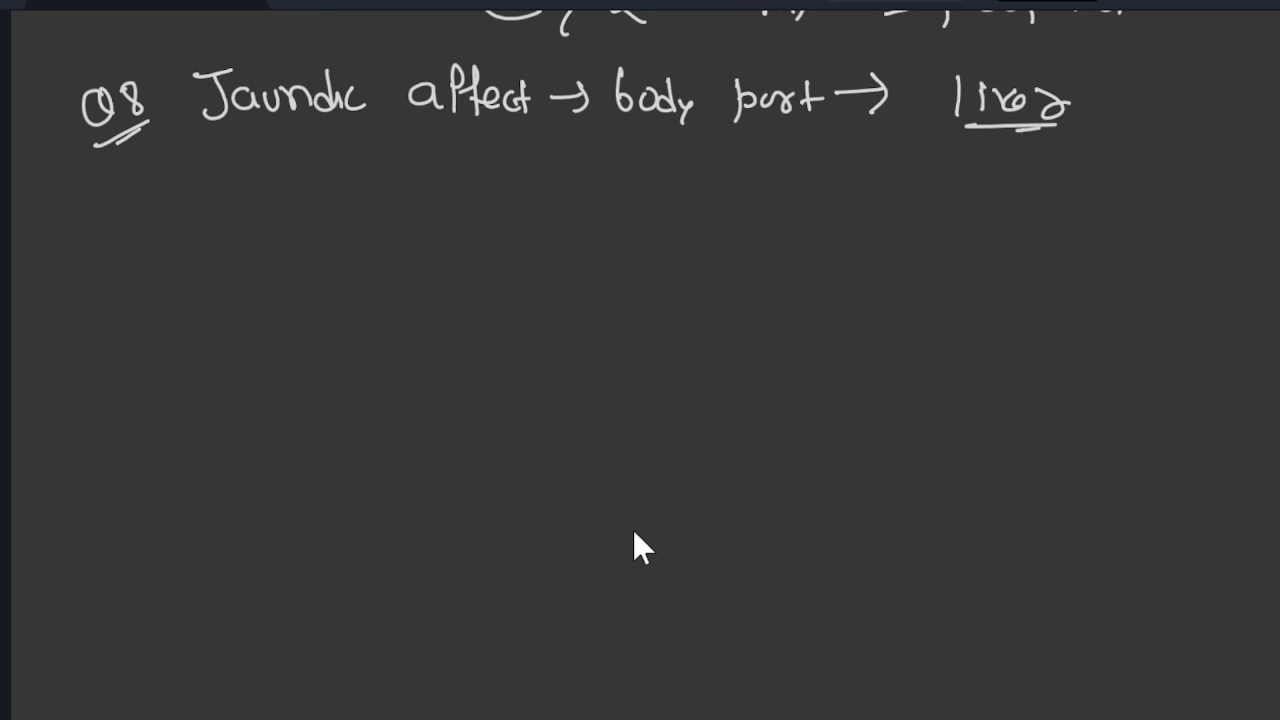 Q8 Jaundic affect → body part → liver